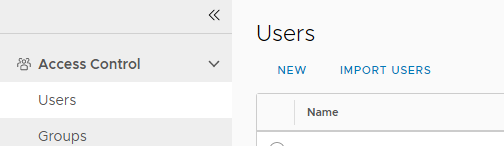 Access Control
Users
Groups
Users
NEW IMPORT USERS
Name